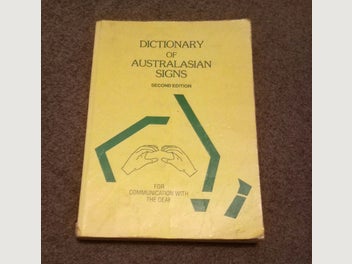 DICTIONARY
OF
AUSTRALASIAN
SIGNS
SECOND EDITION
FOR
COMMUNICATION WITH
THE DEAF